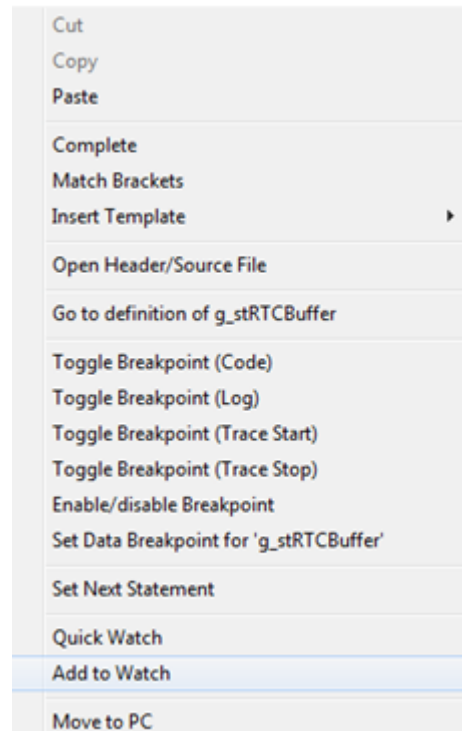 Cut
Copy
Paste
Complete
Match Brackets
Insert Template
Open Header/Source File
Go to definition of g_stRTCBuffer
Toggle Breakpoint (Code)
Toggle Breakpoint (Log)
Toggle Breakpoint (Trace Start)
Toggle Breakpoint (Trace Stop)
Enable/disable Breakpoint
Set Data Breakpoint for 'g_stRTCBuffer'
Set Next Statement
Quick Watch
Add to Watch
Move to PC